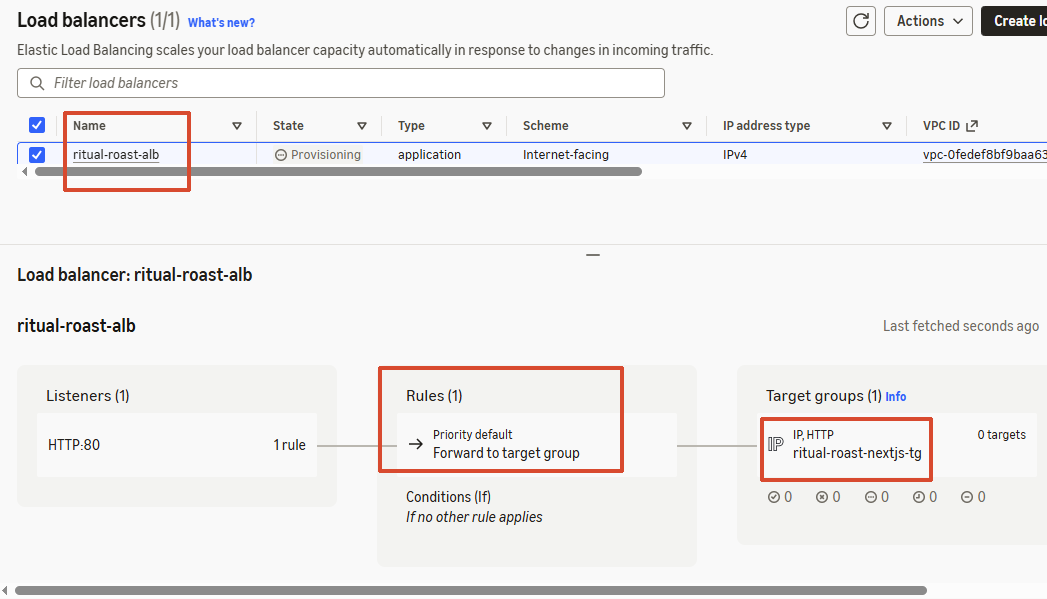 Load balancers (1/1) What's new?
Actions
Create lo
Elastic Load Balancing scales your load balancer capacity automatically in response to changes in incoming traffic.
Filter load balancers
Name State Type Scheme IP address type VPC ID
ritual-roast-alb Provisioning application Internet-facing IPv4 vpc-0fedef8bf9baa63
Load balancer: ritual-roast-alb
ritual-roast-alb
Last fetched seconds ago
Listeners (1)
HTTP:80 1 rule
Rules (1)
Priority default
Forward to target group
Conditions (If)
If no other rule applies
Target groups (1) Info
IP, HTTP 0 targets
ritual-roast-nextjs-tg
0 0 0 0 0